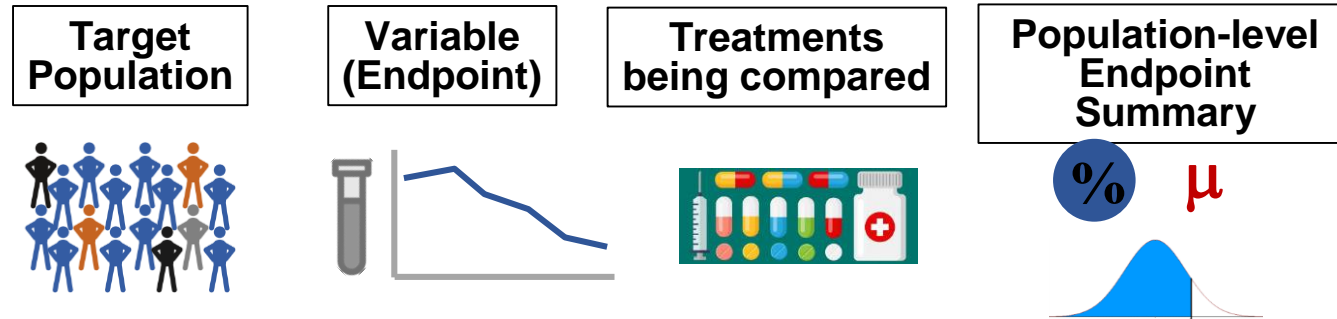 Target
Population
Variable
(Endpoint)
Treatments
being compared
Population-level
Endpoint
Summary
%
μ